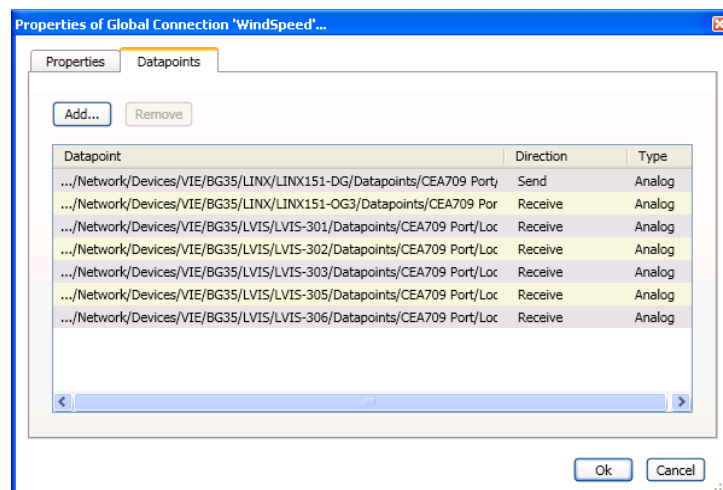 Properties of Global Connection 'WindSpeed'...
Properties Datapoints
Add... Remove
Datapoint Direction Type
.../Network/Devices/VIE/BG35/LINX/LINX151-DG/Datapoints/CEA709 Port/ Send Analog
.../Network/Devices/VIE/BG35/LINX/LINX151-OG3/Datapoints/CEA709 Por Receive Analog
.../Network/Devices/VIE/BG35/LVIS/LVIS-301/Datapoints/CEA709 Port/Loc Receive Analog
.../Network/Devices/VIE/BG35/LVIS/LVIS-302/Datapoints/CEA709 Port/Loc Receive Analog
.../Network/Devices/VIE/BG35/LVIS/LVIS-303/Datapoints/CEA709 Port/Loc Receive Analog
.../Network/Devices/VIE/BG35/LVIS/LVIS-305/Datapoints/CEA709 Port/Loc Receive Analog
.../Network/Devices/VIE/BG35/LVIS/LVIS-306/Datapoints/CEA709 Port/Loc Receive Analog
Ok Cancel